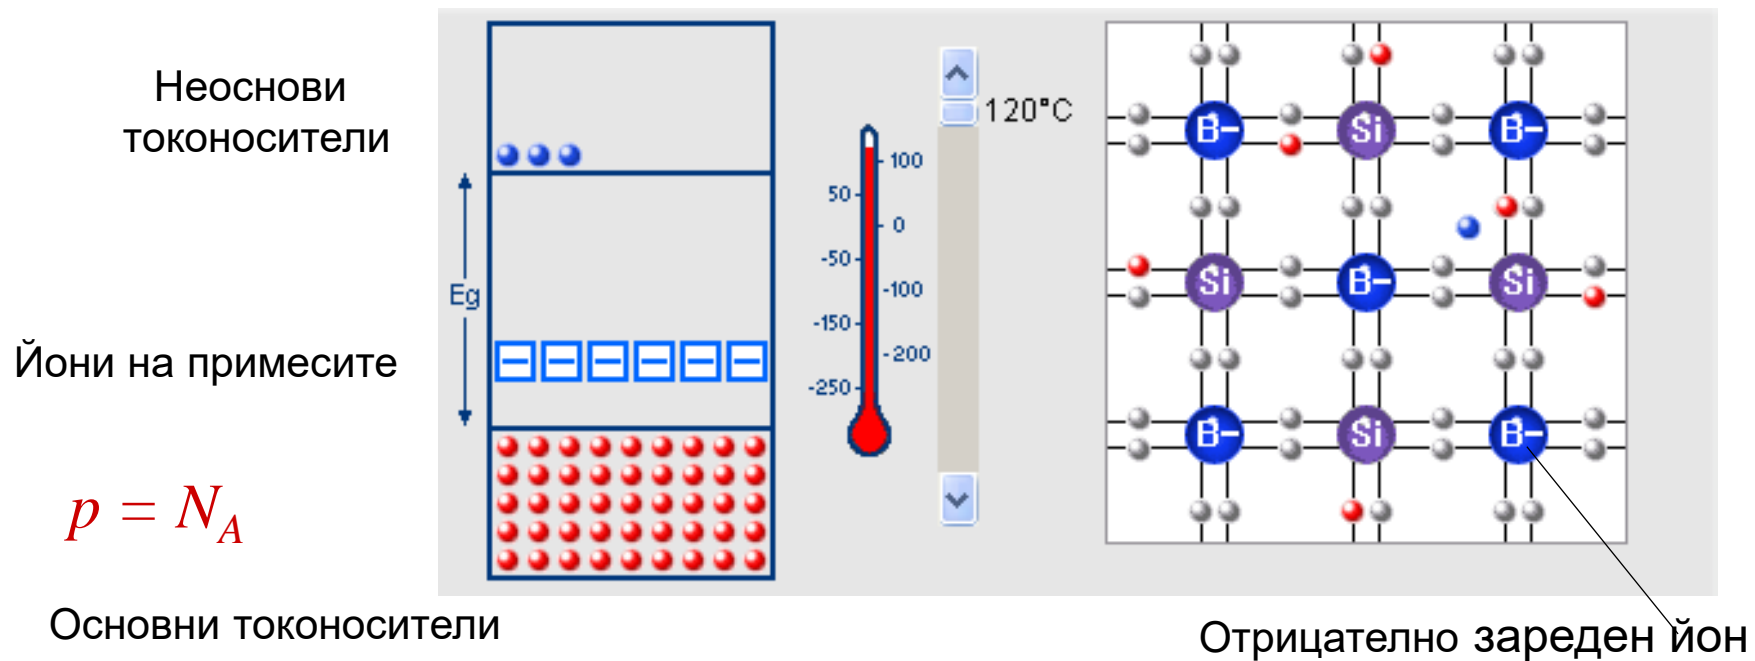 Неоснови
токоносители
Йони на примесите
p = N_A
Основни токоносители
Eg
100
50
0
-50
-100
-150
-200
-250
120°C
B– Si B–
Si B– Si
B– Si B–
Отрицателно зареден йон